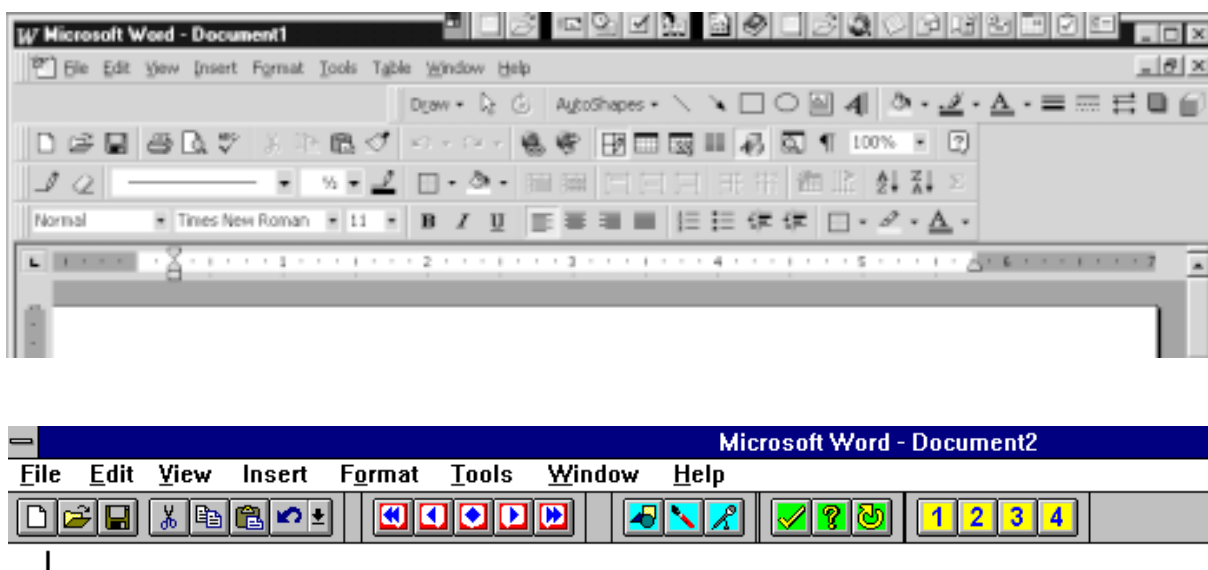 W Microsoft Word - Document1
File Edit View Insert Format Tools Table Window Help
Draw AutoShapes
100%
½
Normal Times New Roman 11 B I U
1 2 3 4 5 6 7
Microsoft Word - Document2
File Edit View Insert Format Tools Window Help
1 2 3 4